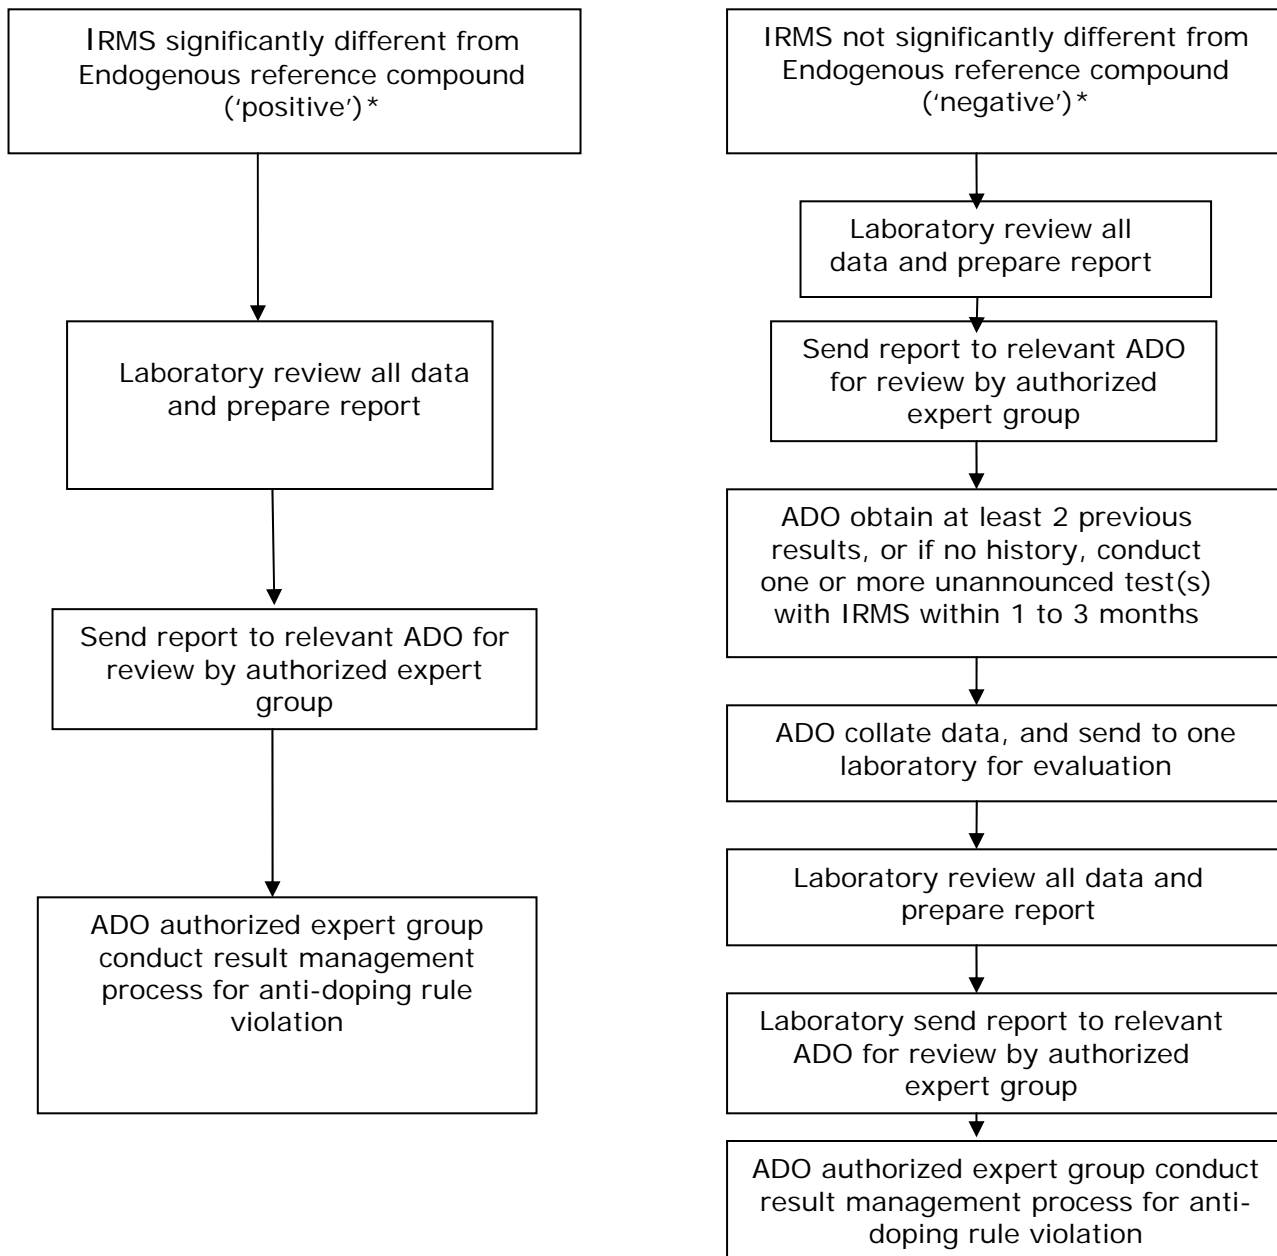 IRMS significantly different from
Endogenous reference compound
(‘positive’)*
Laboratory review all data
and prepare report
Send report to relevant ADO for
review by authorized expert
group
ADO authorized expert group
conduct result management
process for anti-doping rule
violation
IRMS not significantly different from
Endogenous reference compound
(‘negative’)*
Laboratory review all
data and prepare report
Send report to relevant ADO
for review by authorized
expert group
ADO obtain at least 2 previous
results, or if no history, conduct
one or more unannounced test(s)
with IRMS within 1 to 3 months
ADO collate data, and send to one
laboratory for evaluation
Laboratory review all data and
prepare report
Laboratory send report to relevant
ADO for review by authorized
expert group
ADO authorized expert group conduct
result management process for anti-
doping rule violation